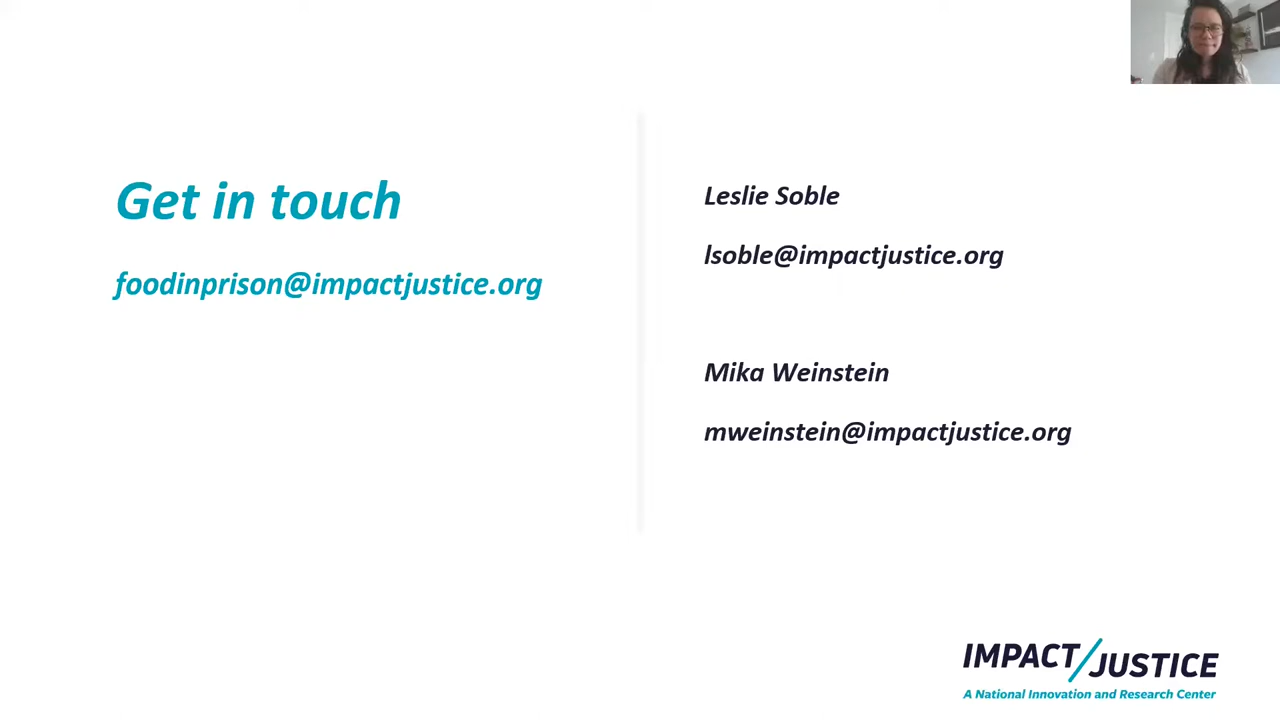 Get in touch
foodinprison@impactjustice.org
Leslie Soble
lsoble@impactjustice.org
Mika Weinstein
mweinstein@impactjustice.org
IMPACT/JUSTICE
A National Innovation and Research Center